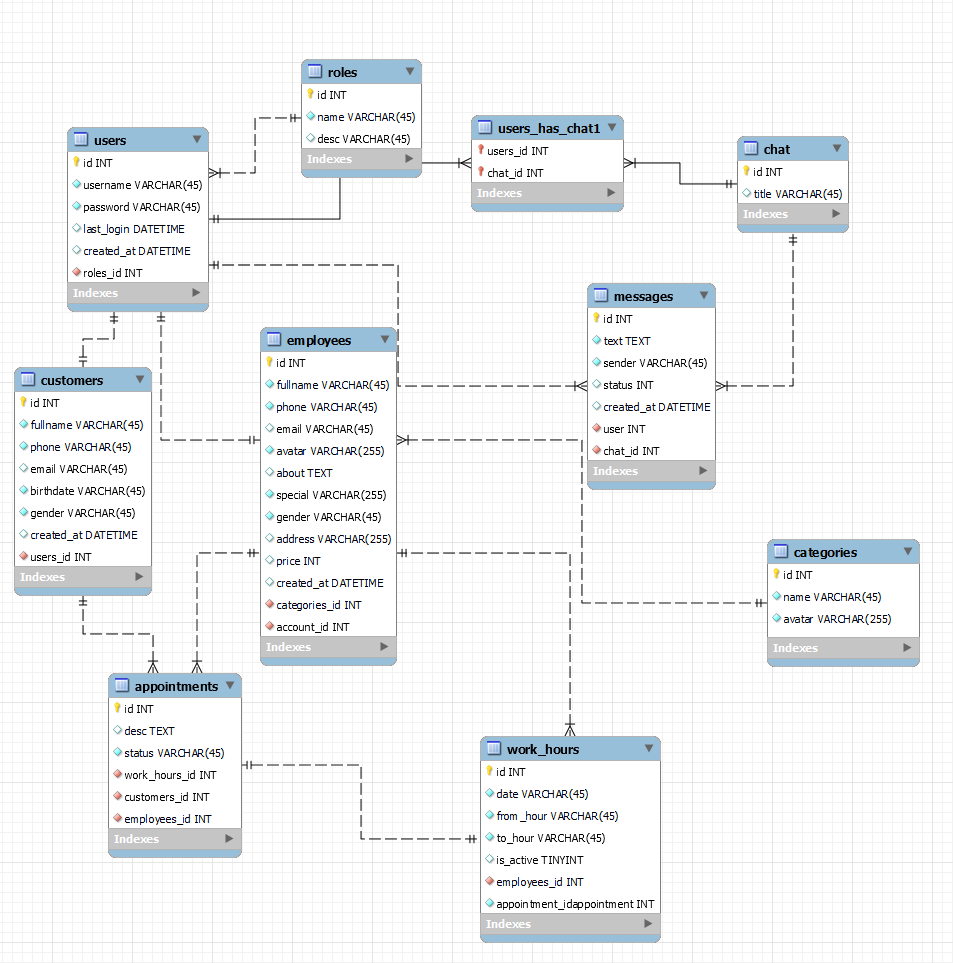 roles
id INT
name VARCHAR(45)
desc VARCHAR(45)
Indexes
users
id INT
username VARCHAR(45)
password VARCHAR(45)
last_login DATETIME
created_at DATETIME
roles_id INT
Indexes
users_has_chat1
users_id INT
chat_id INT
Indexes
chat
id INT
title VARCHAR(45)
Indexes
messages
id INT
text TEXT
sender VARCHAR(45)
status INT
created_at DATETIME
user INT
chat_id INT
Indexes
employees
id INT
fullname VARCHAR(45)
phone VARCHAR(45)
email VARCHAR(45)
avatar VARCHAR(255)
about TEXT
special VARCHAR(255)
gender VARCHAR(45)
address VARCHAR(255)
price INT
created_at DATETIME
categories_id INT
account_id INT
Indexes
customers
id INT
fullname VARCHAR(45)
phone VARCHAR(45)
email VARCHAR(45)
birthdate VARCHAR(45)
gender VARCHAR(45)
created_at DATETIME
users_id INT
Indexes
categories
id INT
name VARCHAR(45)
avatar VARCHAR(255)
Indexes
appointments
id INT
desc TEXT
status VARCHAR(45)
work_hours_id INT
customers_id INT
employees_id INT
Indexes
work_hours
id INT
date VARCHAR(45)
from_hour VARCHAR(45)
to_hour VARCHAR(45)
is_active TINYINT
employees_id INT
appointment_idappointment INT
Indexes